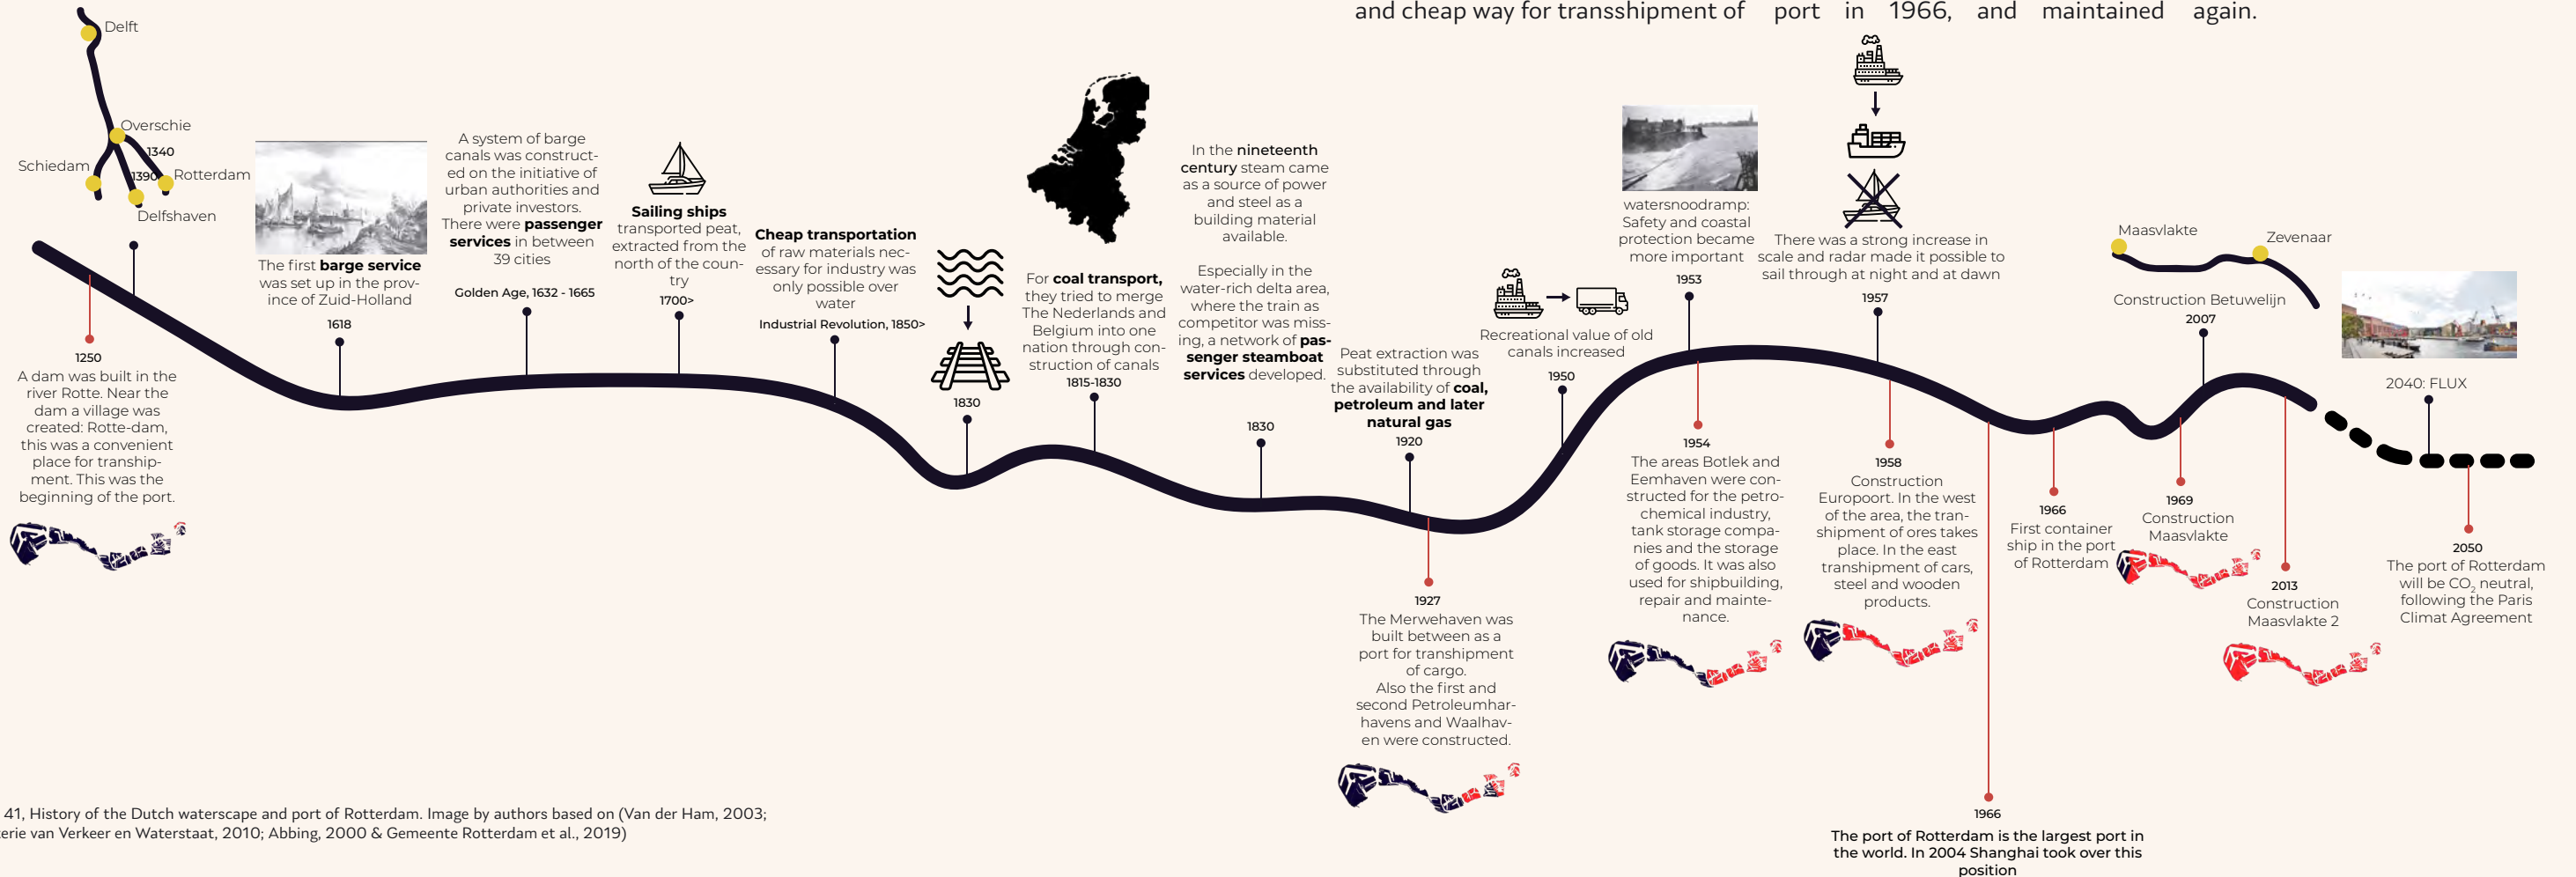 and cheap way for transshipment of
port in 1966, and maintained again.
Delft
Overschie
1340
Schiedam
1390
Rotterdam
Delfshaven
1250
A dam was built in the
river Rotte. Near the
dam a village was
created: Rotte-dam,
this was a convenient
place for tranship-
ment. This was the
beginning of the port.
The first barge service
was set up in the prov-
ince of Zuid-Holland
1618
A system of barge
canals was construct-
ed on the initiative of
urban authorities and
private investors.
There were passenger
services in between
39 cities
Golden Age, 1632 - 1665
Sailing ships
transported peat,
extracted from the
north of the coun-
try
1700>
Cheap transportation
of raw materials nec-
essary for industry was
only possible over
water
Industrial Revolution, 1850>
1830
For coal transport,
they tried to merge
The Nederlands and
Belgium into one
nation through con-
struction of canals
1815-1830
In the nineteenth
century steam came
as a source of power
and steel as a
building material
available.
Especially in the
water-rich delta area,
where the train as
competitor was miss-
ing, a network of pas-
senger steamboat
services developed.
1830
Peat extraction was
substituted through
the availability of coal,
petroleum and later
natural gas
1920
1927
The Merwehaven was
built between as a
port for transhipment
of cargo.
Also the first and
second Petroleumhar-
havens and Waalhav-
en were constructed.
Recreational value of old
canals increased
1950
watersnoodramp:
Safety and coastal
protection became
more important
1953
1954
The areas Botlek and
Eemhaven were con-
structed for the petro-
chemical industry,
tank storage compa-
nies and the storage
of goods. It was also
used for shipbuilding,
repair and mainte-
nance.
There was a strong increase in
scale and radar made it possible to
sail through at night and at dawn
1957
1958
Construction
Europoort. In the west
of the area, the tran-
shipment of ores takes
place. In the east
transhipment of cars,
steel and wooden
products.
1966
The port of Rotterdam is the largest port in
the world. In 2004 Shanghai took over this
position
1966
First container
ship in the port
of Rotterdam
Maasvlakte
Zevenaar
Construction Betuwelijn
2007
1969
Construction
Maasvlakte
2013
Construction
Maasvlakte 2
2040: FLUX
2050
The port of Rotterdam
will be CO2 neutral,
following the Paris
Climat Agreement
41, History of the Dutch waterscape and port of Rotterdam. Image by authors based on (Van der Ham, 2003;
terie van Verkeer en Waterstaat, 2010; Abbing, 2000 & Gemeente Rotterdam et al., 2019)